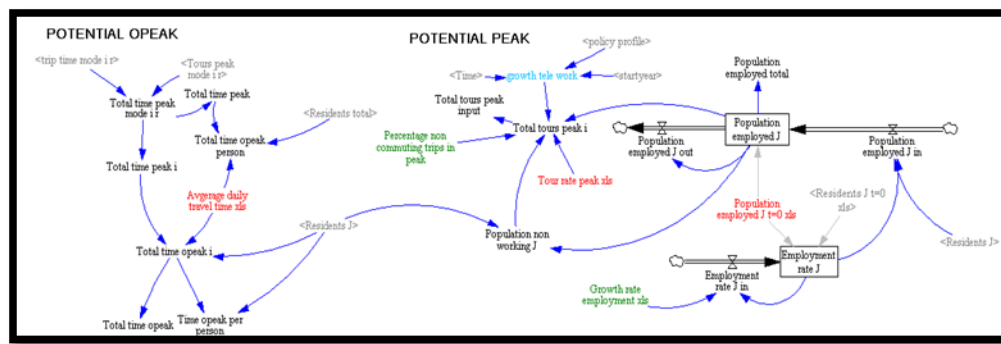 POTENTIAL OPEAK
POTENTIAL PEAK
<trip time mode i r>
<Tours peak
mode i r>
Total time peak
mode i r
Total time peak
<Residents total>
Total time opeak
person
Total time peak i
Avgerage daily
travel time xls
<Residents J>
Total time opeak i
Total time opeak
Time opeak per
person
<policy profile>
<Time>
growth tele work
<startyear>
Total tours peak
input
Total tours peak i
Percentage non
commuting trips in
peak
Tour rate peak xls
Population non
working J
Population
employed total
Population
employed J
Population
employed J out
Population
employed J in
Population
employed J t=0 xls
<Residents J t=0
xls>
<Residents J>
Employment
rate J
Employment
rate J in
Growth rate
employment xls